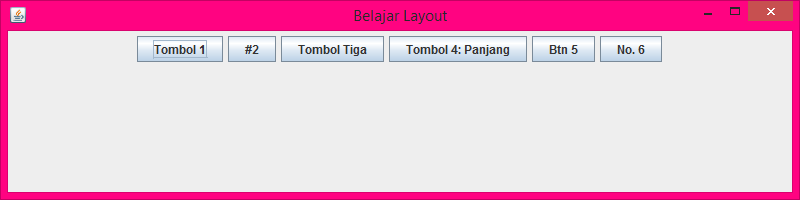 Belajar Layout
Tombol 1 #2 Tombol Tiga Tombol 4: Panjang Btn 5 No. 6